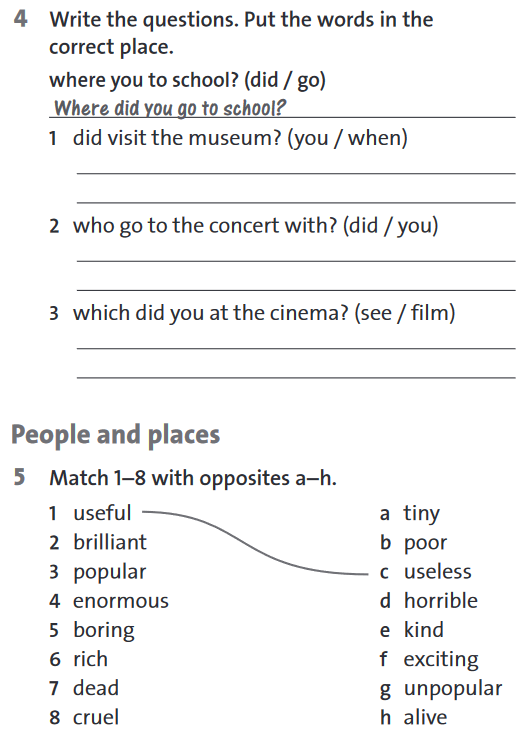 4 Write the questions. Put the words in the
correct place.
where you to school? (did / go)
Where did you go to school?
1 did visit the museum? (you / when)
2 who go to the concert with? (did / you)
3 which did you at the cinema? (see / film)
People and places
5 Match 1–8 with opposites a–h.
1 useful a tiny
2 brilliant b poor
3 popular c useless
4 enormous d horrible
5 boring e kind
6 rich f exciting
7 dead g unpopular
8 cruel h alive